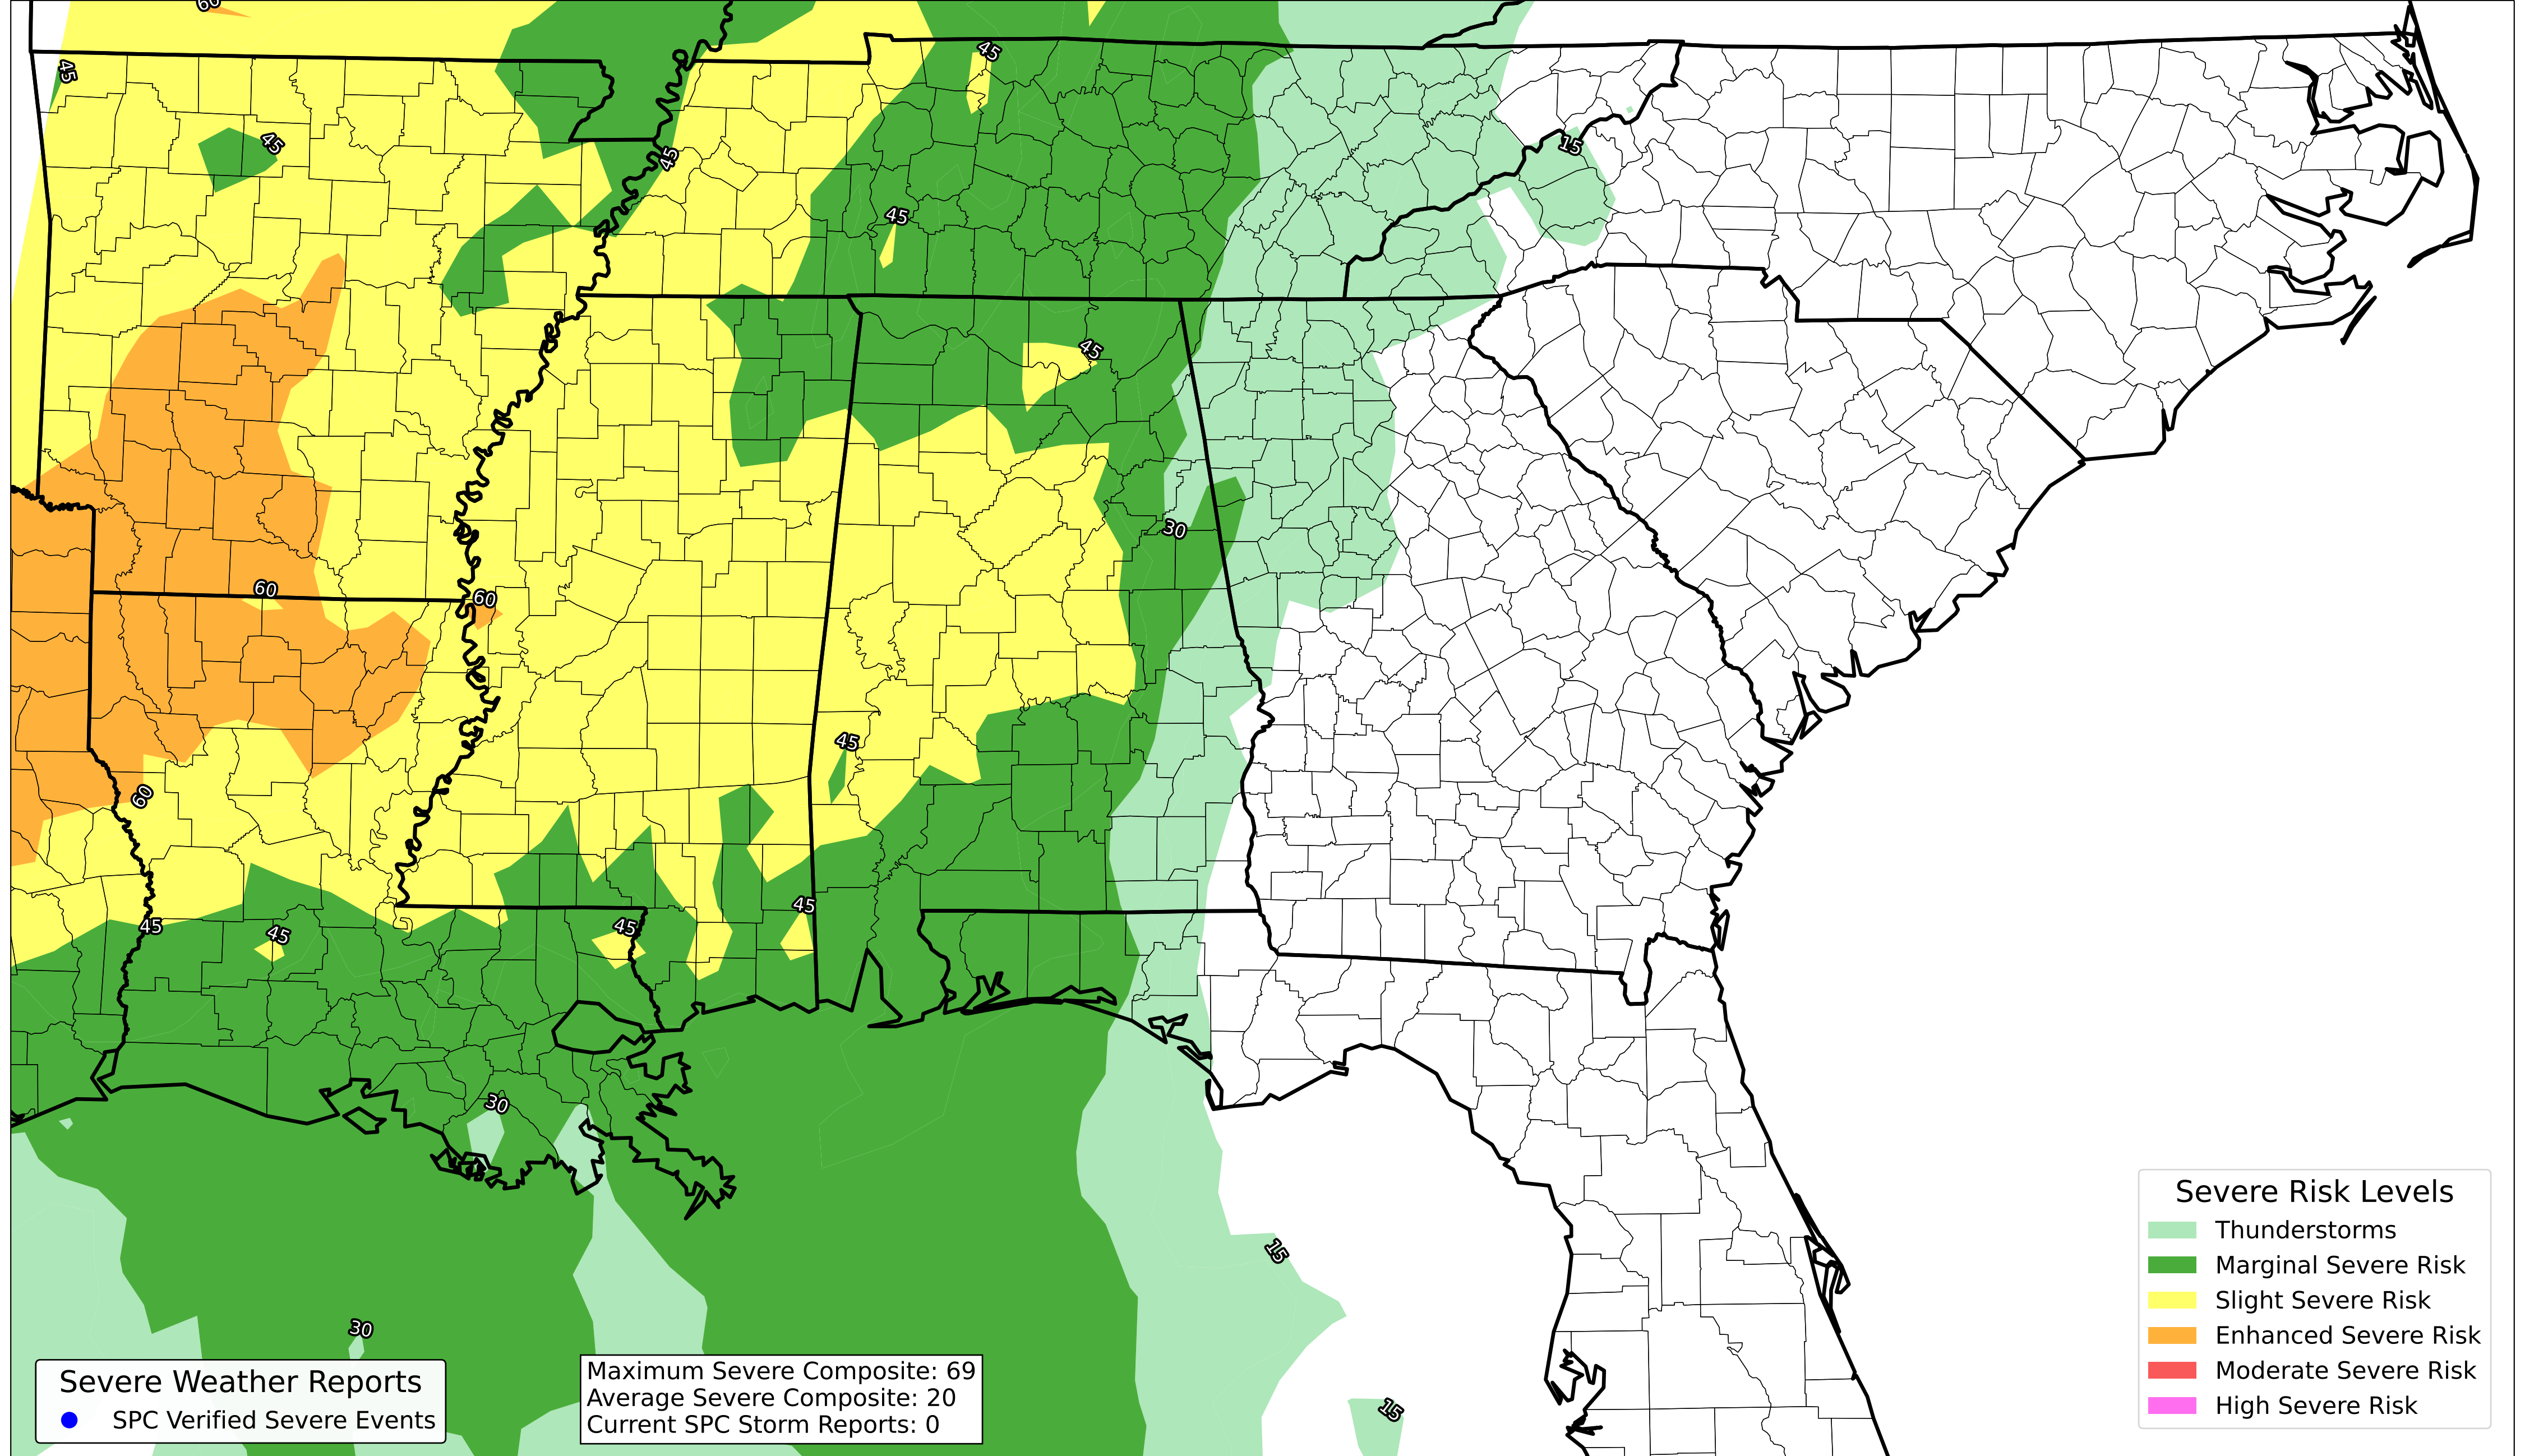 60
45
45
45
45
15
45
45
30
60
60
45
60
45
45
45
45
30
15
30
15
Severe Risk Levels
Thunderstorms
Marginal Severe Risk
Slight Severe Risk
Enhanced Severe Risk
Moderate Severe Risk
High Severe Risk
Severe Weather Reports
SPC Verified Severe Events
Maximum Severe Composite: 69
Average Severe Composite: 20
Current SPC Storm Reports: 0